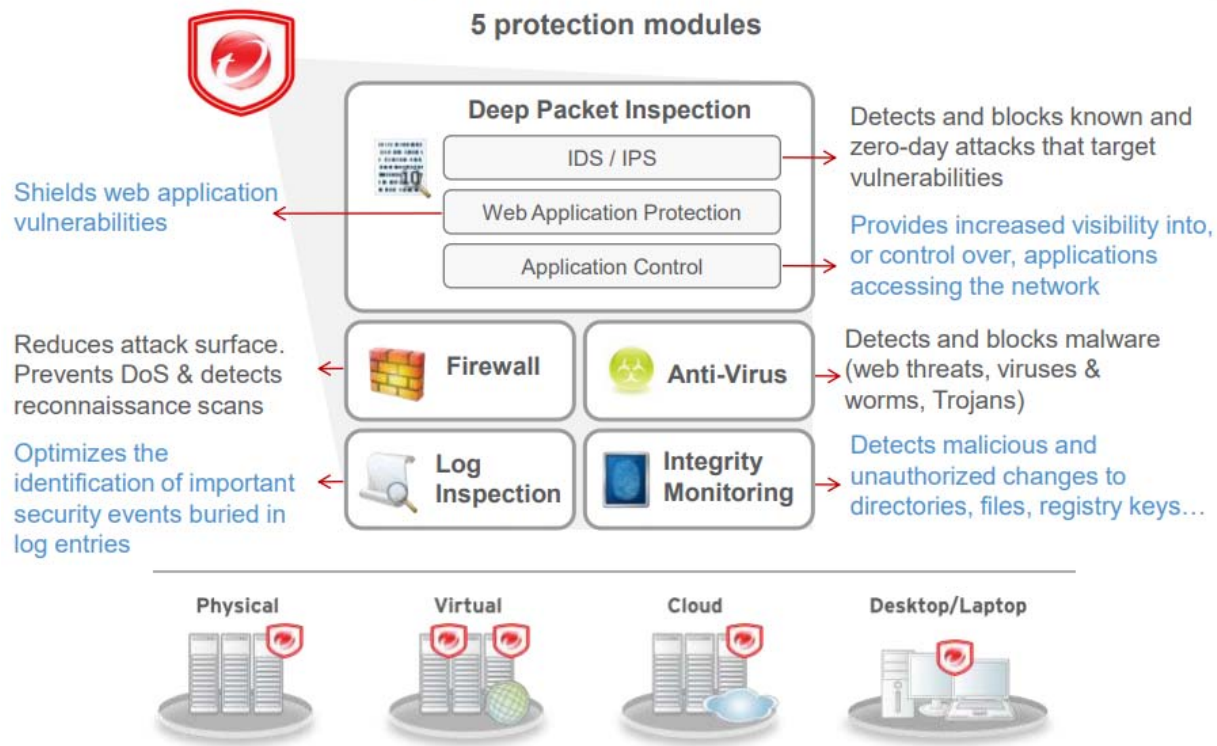 5 protection modules
Deep Packet Inspection
IDS / IPS
Web Application Protection
Application Control
Shields web application
vulnerabilities
Detects and blocks known and
zero-day attacks that target
vulnerabilities
Provides increased visibility into,
or control over, applications
accessing the network
Reduces attack surface.
Prevents DoS & detects
reconnaissance scans
Firewall
Anti-Virus
Detects and blocks malware
(web threats, viruses &
worms, Trojans)
Optimizes the
identification of important
security events buried in
log entries
Log
Inspection
Integrity
Monitoring
Detects malicious and
unauthorized changes to
directories, files, registry keys…
Physical
Virtual
Cloud
Desktop/Laptop